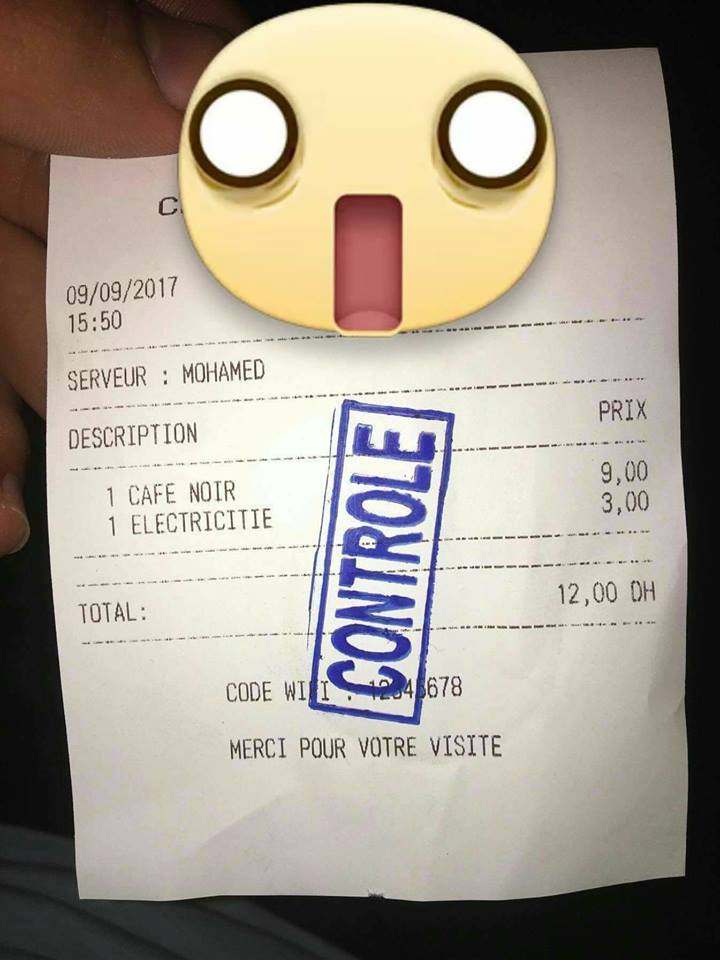 09/09/2017
15:50
SERVEUR : MOHAMED
DESCRIPTION PRIX
1 CAFE NOIR 9,00
1 ELECTRICITIE 3,00
TOTAL: 12,00 DH
CONTROLE
CODE WIFI : 12345678
MERCI POUR VOTRE VISITE